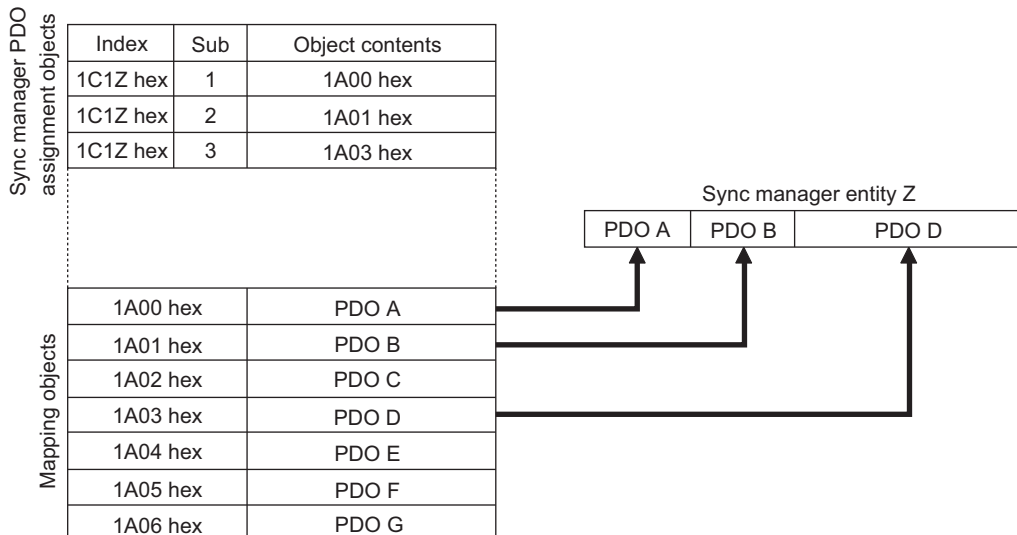 Sync manager PDO
assignment objects
Index Sub Object contents
1C1Z hex 1 1A00 hex
1C1Z hex 2 1A01 hex
1C1Z hex 3 1A03 hex
Sync manager entity Z
PDO A PDO B PDO D
Mapping objects
1A00 hex PDO A
1A01 hex PDO B
1A02 hex PDO C
1A03 hex PDO D
1A04 hex PDO E
1A05 hex PDO F
1A06 hex PDO G